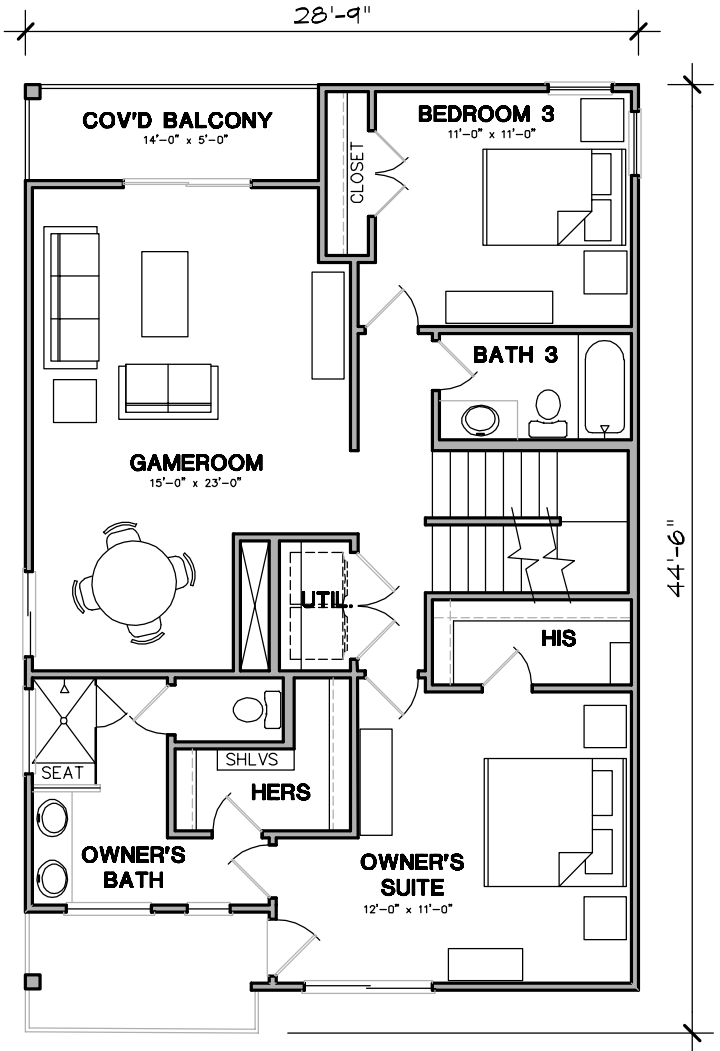 28'-9"
COV'D BALCONY
14'-0" x 5'-0"
BEDROOM 3
11'-0" x 11'-0"
CLOSET
BATH 3
GAMEROOM
15'-0" x 23'-0"
44'-6"
UTIL.
HIS
SEAT
SHLVS
HERS
OWNER'S
BATH
OWNER'S
SUITE
12'-0" x 11'-0"